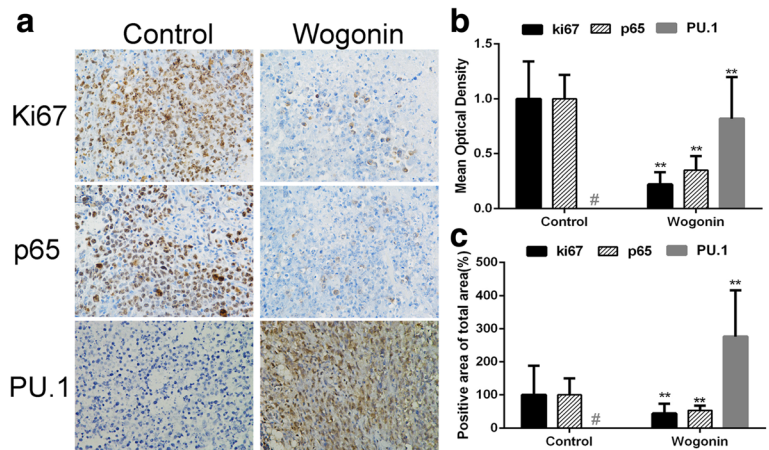 a
Control Wogonin
Ki67
p65
PU.1
b
ki67 p65 PU.1
Mean Optical Density
1.5
1.0
0.5
0.0
#
**
**
**
Control Wogonin
c
ki67 p65 PU.1
Positive area of total area(%)
500
400
300
200
100
0
#
**
**
**
Control Wogonin